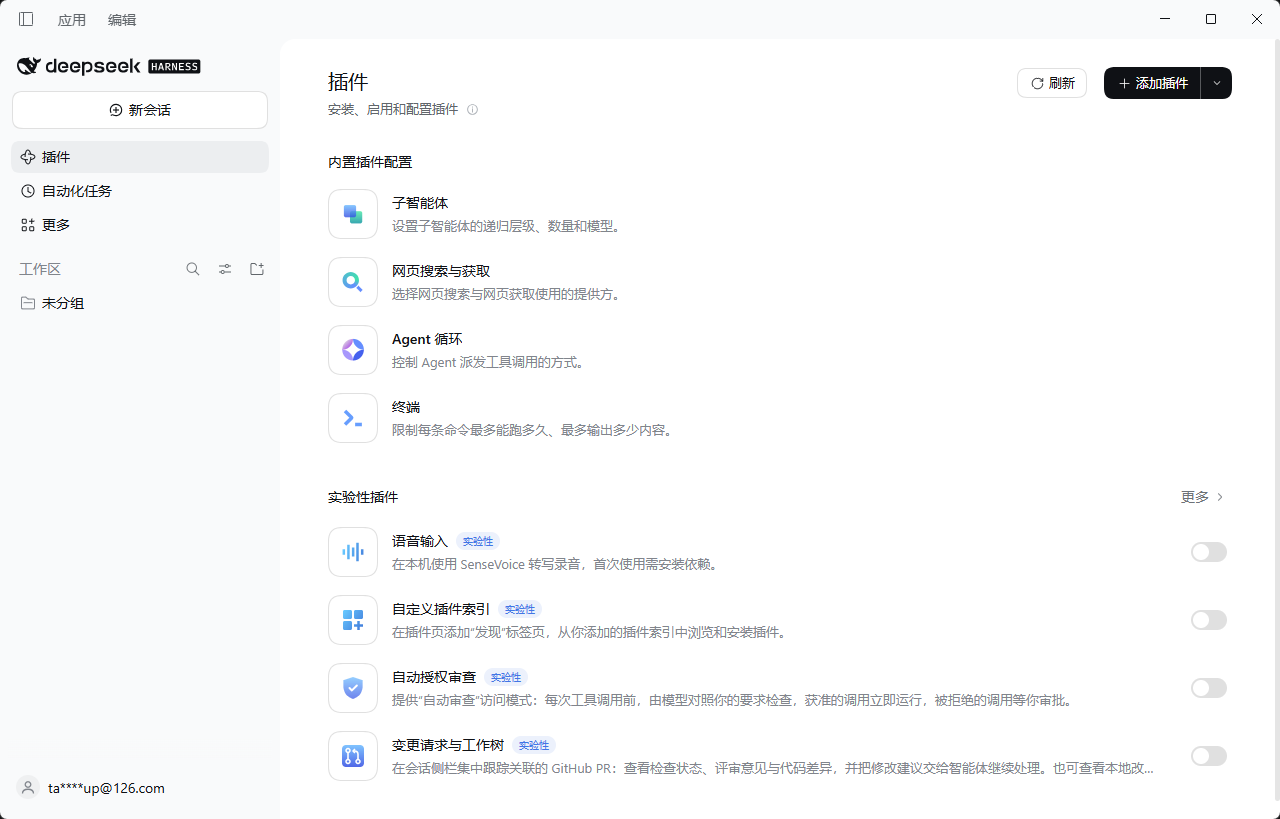 应用 编辑
deepseek HARNESS
新会话
插件
自动化任务
更多
工作区
未分组
ta****up@126.com
插件
安装、启用和配置插件
刷新
添加插件
内置插件配置
子智能体
设置子智能体的递归层级、数量和模型。
网页搜索与获取
选择网页搜索与网页获取使用的提供方。
Agent 循环
控制 Agent 派发工具调用的方式。
终端
限制每条命令最多能跑多久、最多输出多少内容。
实验性插件
更多
语音输入 实验性
在本机使用 SenseVoice 转写录音，首次使用需安装依赖。
自定义插件索引 实验性
在插件页添加“发现”标签页，从你添加的插件索引中浏览和安装插件。
自动授权审查 实验性
提供“自动审查”访问模式：每次工具调用前，由模型对照你的要求检查，获准的调用立即运行，被拒绝的调用等你审批。
变更请求与工作树 实验性
在会话侧栏集中跟踪关联的 GitHub PR：查看检查状态、评审意见与代码差异，并把修改建议交给智能体继续处理。也可查看本地改...